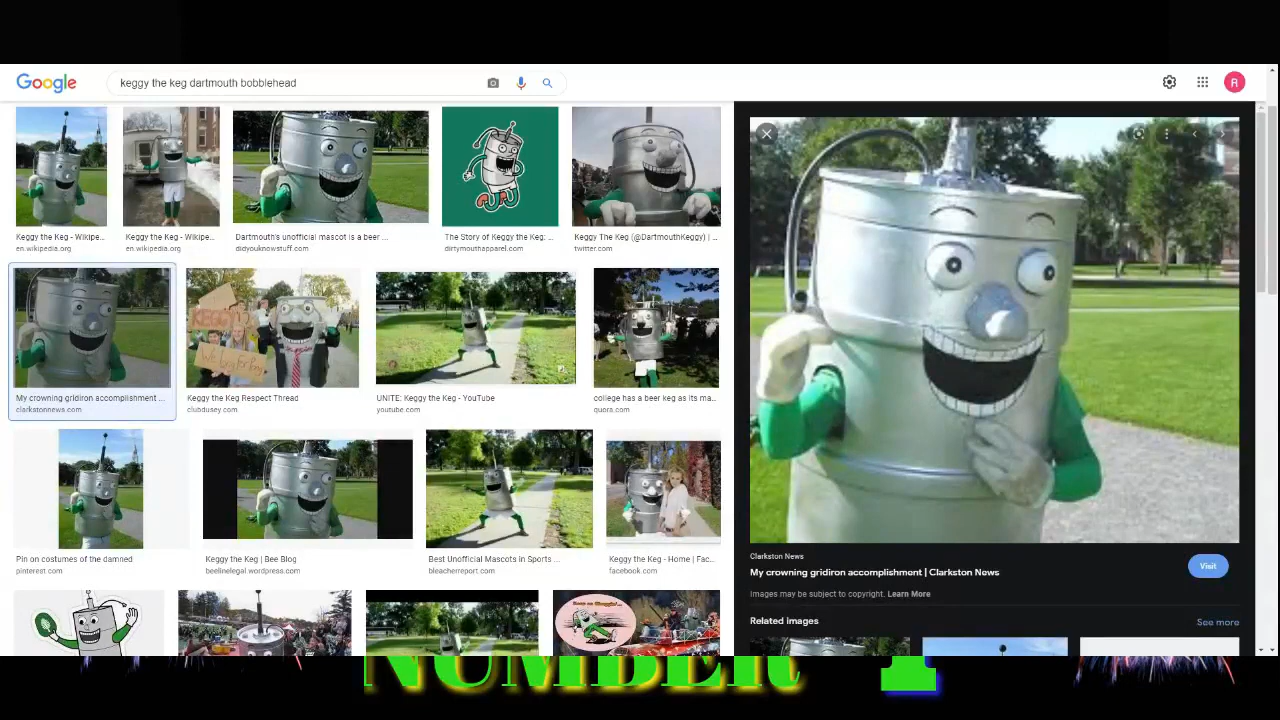 Google
keggy the keg dartmouth bobblehead
R
Keggy the Keg - Wikipe...
en.wikipedia.org
Keggy the Keg - Wikipe...
en.wikipedia.org
Dartmouth's unofficial mascot is a beer ...
didyouknowstuff.com
The Story of Keggy the Keg: ...
dirtymouthapparel.com
Keggy The Keg (@DartmouthKeggy) | ...
twitter.com
My crowning gridiron accomplishment ...
clarkstonnews.com
Keggy the Keg Respect Thread
clubdusey.com
UNITE: Keggy the Keg - YouTube
youtube.com
college has a beer keg as its ma...
quora.com
Pin on costumes of the damned
pinterest.com
Keggy the Keg | Bee Blog
beelinelegal.wordpress.com
Best Unofficial Mascots in Sports ...
bleacherreport.com
Keggy the Keg - Home | Fac...
facebook.com
Clarkston News
My crowning gridiron accomplishment | Clarkston News
Visit
Images may be subject to copyright. Learn More
Related images
See more
NUMBER 1